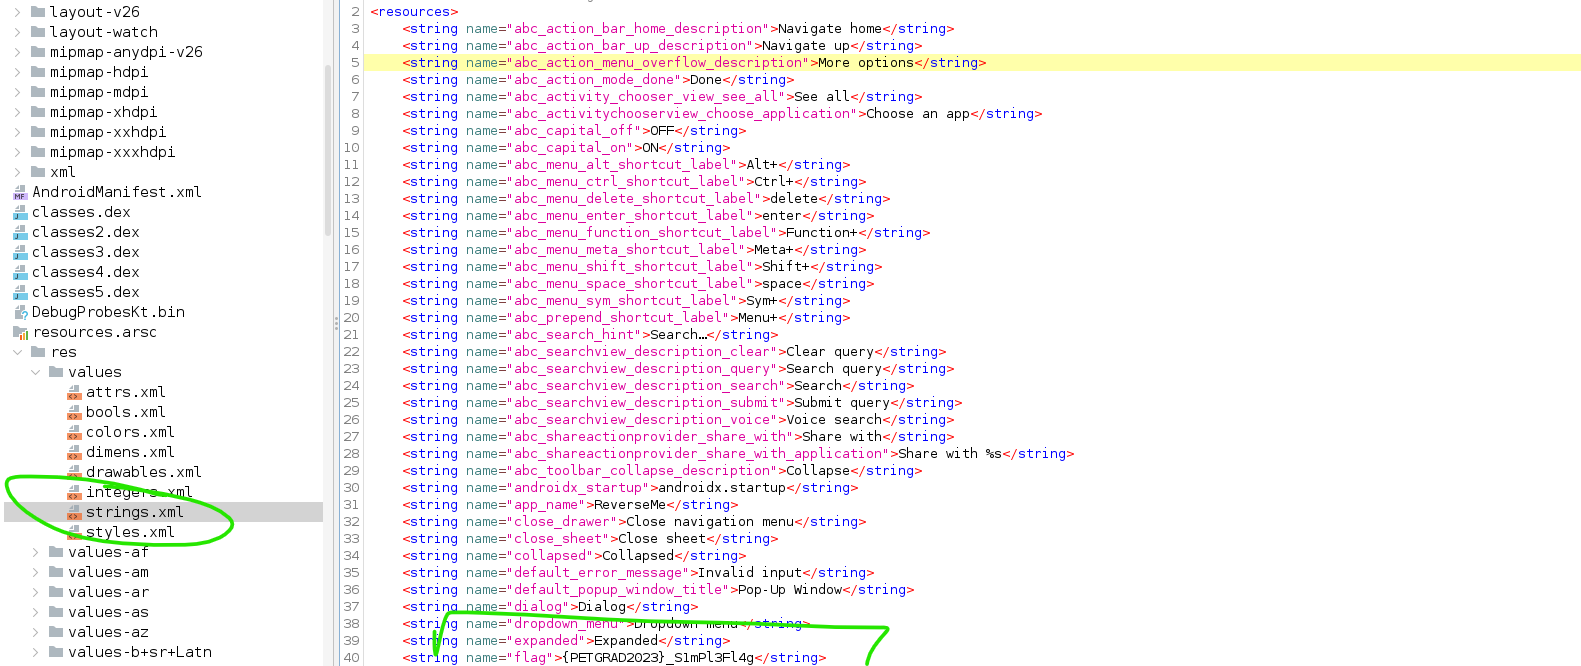 layout-v26
layout-watch
mipmap-anydpi-v26
mipmap-hdpi
mipmap-mdpi
mipmap-xhdpi
mipmap-xxhdpi
mipmap-xxxhdpi
xml
AndroidManifest.xml
classes.dex
classes2.dex
classes3.dex
classes4.dex
classes5.dex
DebugProbesKt.bin
resources.arsc
res
values
attrs.xml
bools.xml
colors.xml
dimens.xml
drawables.xml
integers.xml
strings.xml
styles.xml
values-af
values-am
values-ar
values-as
values-az
values-b+sr+Latn
2 <resources>
3 <string name="abc_action_bar_home_description">Navigate home</string>
4 <string name="abc_action_bar_up_description">Navigate up</string>
5 <string name="abc_action_menu_overflow_description">More options</string>
6 <string name="abc_action_mode_done">Done</string>
7 <string name="abc_activity_chooser_view_see_all">See all</string>
8 <string name="abc_activitychooserview_choose_application">Choose an app</string>
9 <string name="abc_capital_off">OFF</string>
10 <string name="abc_capital_on">ON</string>
11 <string name="abc_menu_alt_shortcut_label">Alt+</string>
12 <string name="abc_menu_ctrl_shortcut_label">Ctrl+</string>
13 <string name="abc_menu_delete_shortcut_label">delete</string>
14 <string name="abc_menu_enter_shortcut_label">enter</string>
15 <string name="abc_menu_function_shortcut_label">Function+</string>
16 <string name="abc_menu_meta_shortcut_label">Meta+</string>
17 <string name="abc_menu_shift_shortcut_label">Shift+</string>
18 <string name="abc_menu_space_shortcut_label">space</string>
19 <string name="abc_menu_sym_shortcut_label">Sym+</string>
20 <string name="abc_prepend_shortcut_label">Menu+</string>
21 <string name="abc_search_hint">Search…</string>
22 <string name="abc_searchview_description_clear">Clear query</string>
23 <string name="abc_searchview_description_query">Search query</string>
24 <string name="abc_searchview_description_search">Search</string>
25 <string name="abc_searchview_description_submit">Submit query</string>
26 <string name="abc_searchview_description_voice">Voice search</string>
27 <string name="abc_shareactionprovider_share_with">Share with</string>
28 <string name="abc_shareactionprovider_share_with_application">Share with %s</string>
29 <string name="abc_toolbar_collapse_description">Collapse</string>
30 <string name="androidx_startup">androidx.startup</string>
31 <string name="app_name">ReverseMe</string>
32 <string name="close_drawer">Close navigation menu</string>
33 <string name="close_sheet">Close sheet</string>
34 <string name="collapsed">Collapsed</string>
35 <string name="default_error_message">Invalid input</string>
36 <string name="default_popup_window_title">Pop-Up Window</string>
37 <string name="dialog">Dialog</string>
38 <string name="dropdown_menu">Dropdown menu</string>
39 <string name="expanded">Expanded</string>
40 <string name="flag">{PETGRAD2023}_S1mPl3Fl4g</string>